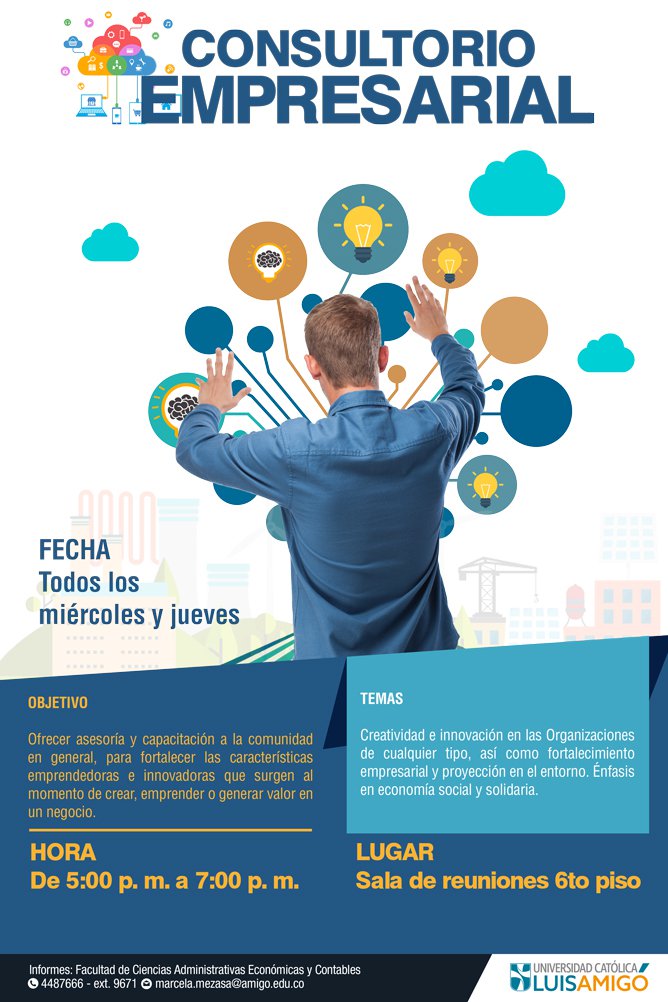 CONSULTORIO
EMPRESARIAL
FECHA
Todos los
miércoles y jueves
OBJETIVO
Ofrecer asesoría y capacitación a la comunidad
en general, para fortalecer las características
emprendedoras e innovadoras que surgen al
momento de crear, emprender o generar valor en
un negocio.
TEMAS
Creatividad e innovación en las Organizaciones
de cualquier tipo, así como fortalecimiento
empresarial y proyección en el entorno. Énfasis
en economía social y solidaria.
HORA
De 5:00 p. m. a 7:00 p. m.
LUGAR
Sala de reuniones 6to piso
Informes: Facultad de Ciencias Administrativas Económicas y Contables
4487666 - ext. 9671 marcela.mezasa@amigo.edu.co
UNIVERSIDAD CATÓLICA
LUISAMIGÓ